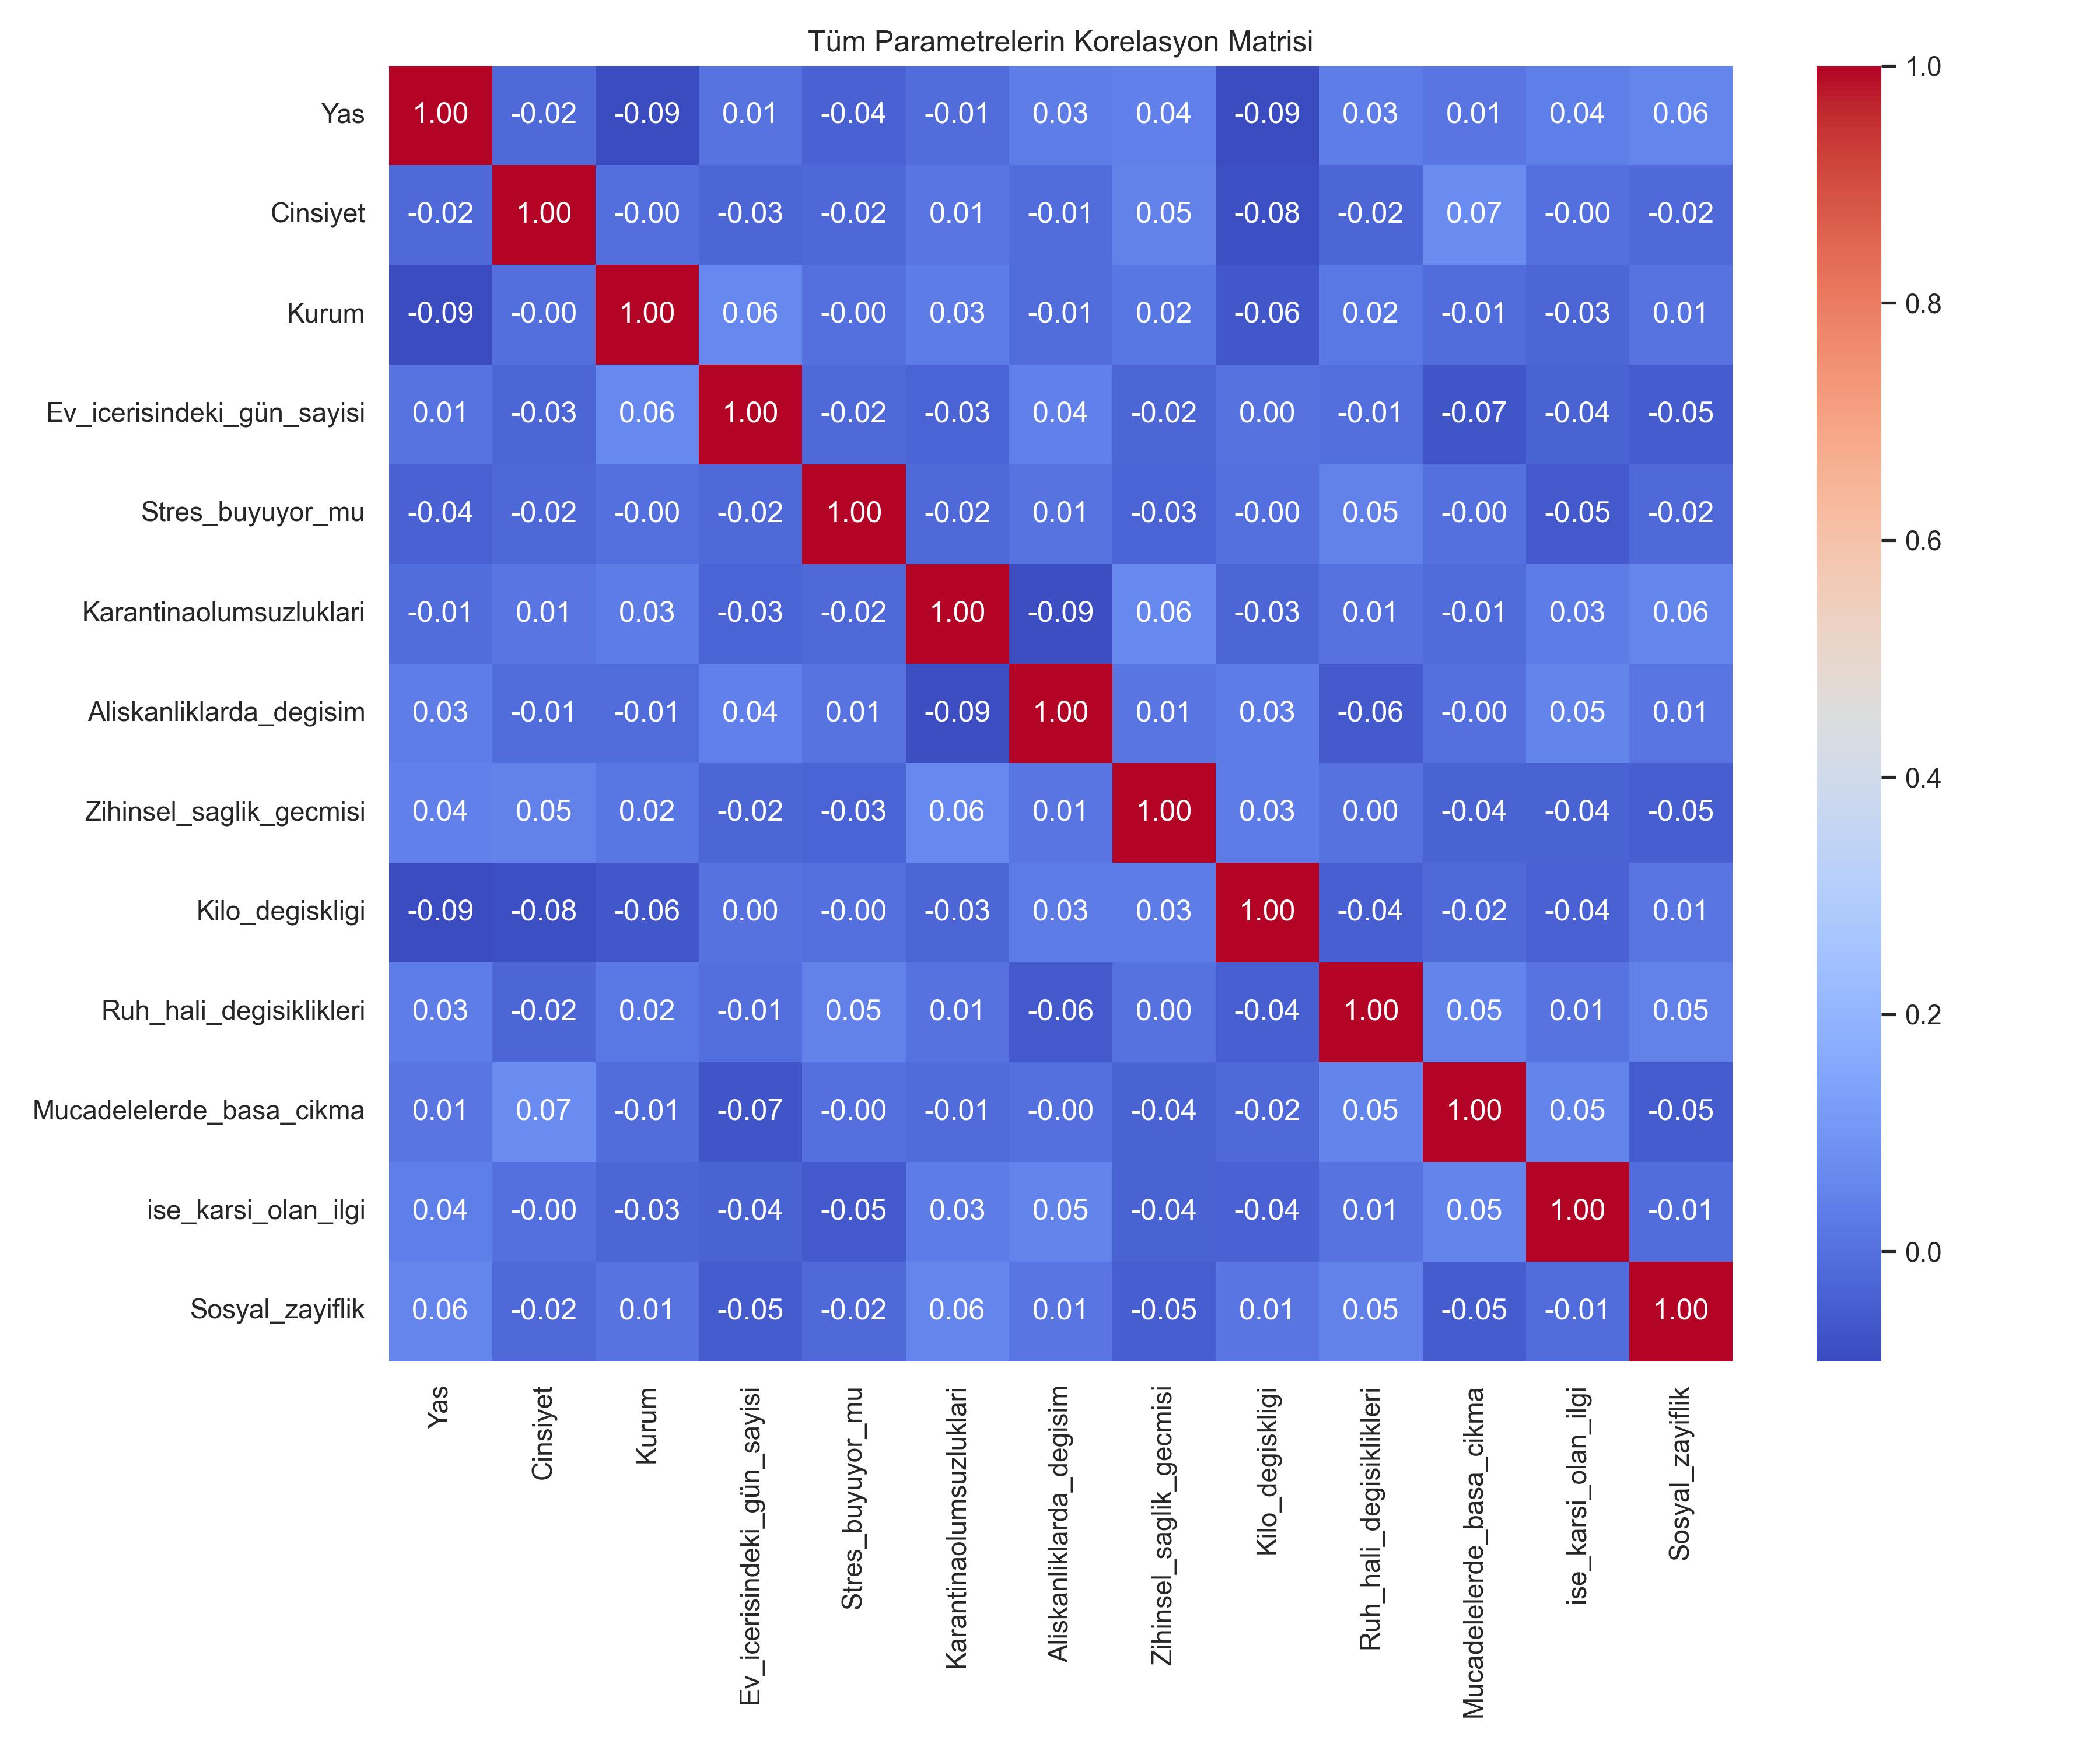 Tüm Parametrelerin Korelasyon Matrisi
Yas 1.00 -0.02 -0.09 0.01 -0.04 -0.01 0.03 0.04 -0.09 0.03 0.01 0.04 0.06
Cinsiyet -0.02 1.00 -0.00 -0.03 -0.02 0.01 -0.01 0.05 -0.08 -0.02 0.07 -0.00 -0.02
Kurum -0.09 -0.00 1.00 0.06 -0.00 0.03 -0.01 0.02 -0.06 0.02 -0.01 -0.03 0.01
Ev_icerisindeki_gün_sayisi 0.01 -0.03 0.06 1.00 -0.02 -0.03 0.04 -0.02 0.00 -0.01 -0.07 -0.04 -0.05
Stres_buyuyor_mu -0.04 -0.02 -0.00 -0.02 1.00 -0.02 0.01 -0.03 -0.00 0.05 -0.00 -0.05 -0.02
Karantinaolumsuzluklari -0.01 0.01 0.03 -0.03 -0.02 1.00 -0.09 0.06 -0.03 0.01 -0.01 0.03 0.06
Aliskanliklarda_degisim 0.03 -0.01 -0.01 0.04 0.01 -0.09 1.00 0.01 0.03 -0.06 -0.00 0.05 0.01
Zihinsel_saglik_gecmisi 0.04 0.05 0.02 -0.02 -0.03 0.06 0.01 1.00 0.03 0.00 -0.04 -0.04 -0.05
Kilo_degiskligi -0.09 -0.08 -0.06 0.00 -0.00 -0.03 0.03 0.03 1.00 -0.04 -0.02 -0.04 0.01
Ruh_hali_degisiklikleri 0.03 -0.02 0.02 -0.01 0.05 0.01 -0.06 0.00 -0.04 1.00 0.05 0.01 0.05
Mucadelelerde_basa_cikma 0.01 0.07 -0.01 -0.07 -0.00 -0.01 -0.00 -0.04 -0.02 0.05 1.00 0.05 -0.05
ise_karsi_olan_ilgi 0.04 -0.00 -0.03 -0.04 -0.05 0.03 0.05 -0.04 -0.04 0.01 0.05 1.00 -0.01
Sosyal_zayiflik 0.06 -0.02 0.01 -0.05 -0.02 0.06 0.01 -0.05 0.01 0.05 -0.05 -0.01 1.00
Yas
Cinsiyet
Kurum
Ev_icerisindeki_gün_sayisi
Stres_buyuyor_mu
Karantinaolumsuzluklari
Aliskanliklarda_degisim
Zihinsel_saglik_gecmisi
Kilo_degiskligi
Ruh_hali_degisiklikleri
Mucadelelerde_basa_cikma
ise_karsi_olan_ilgi
Sosyal_zayiflik
1.0
0.8
0.6
0.4
0.2
0.0